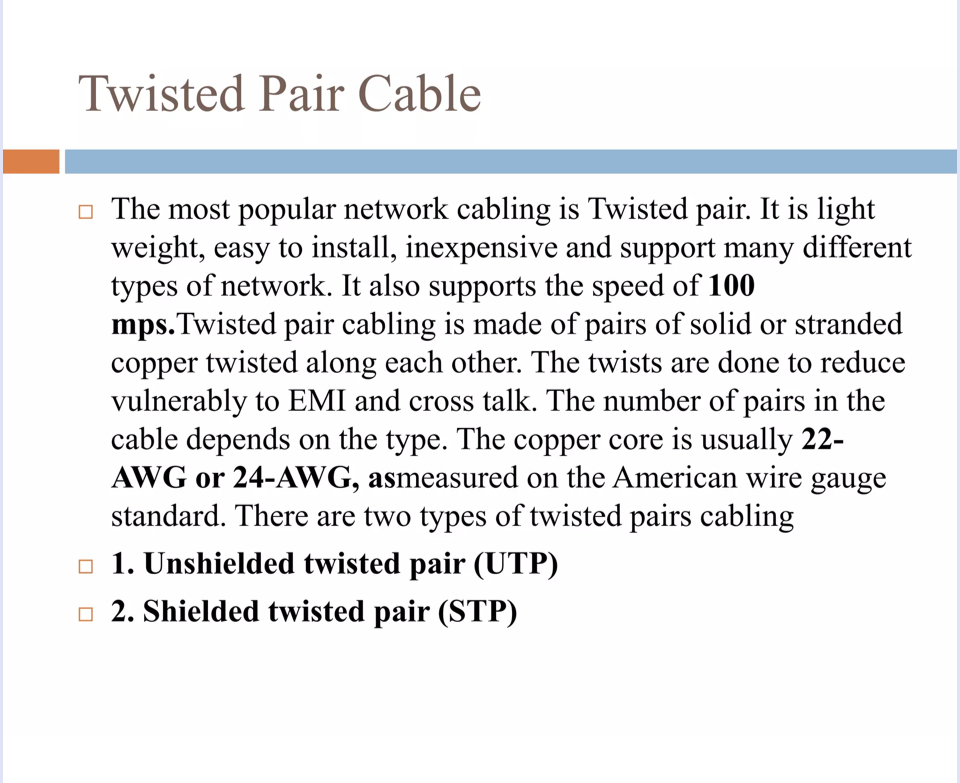 Twisted Pair Cable
The most popular network cabling is Twisted pair. It is light
weight, easy to install, inexpensive and support many different
types of network. It also supports the speed of 100
mps.Twisted pair cabling is made of pairs of solid or stranded
copper twisted along each other. The twists are done to reduce
vulnerably to EMI and cross talk. The number of pairs in the
cable depends on the type. The copper core is usually 22-
AWG or 24-AWG, asmeasured on the American wire gauge
standard. There are two types of twisted pairs cabling
1. Unshielded twisted pair (UTP)
2. Shielded twisted pair (STP)